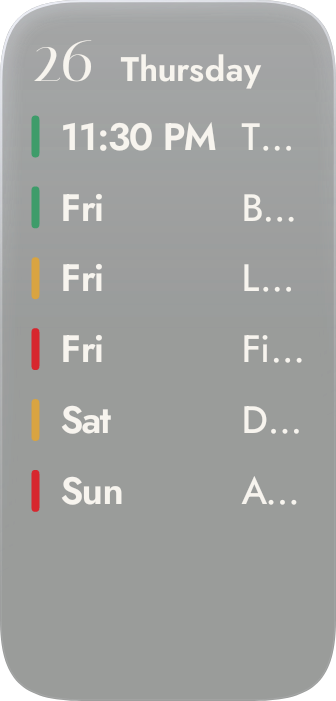 26 Thursday
11:30 PM T...
Fri B...
Fri L...
Fri Fi...
Sat D...
Sun A...